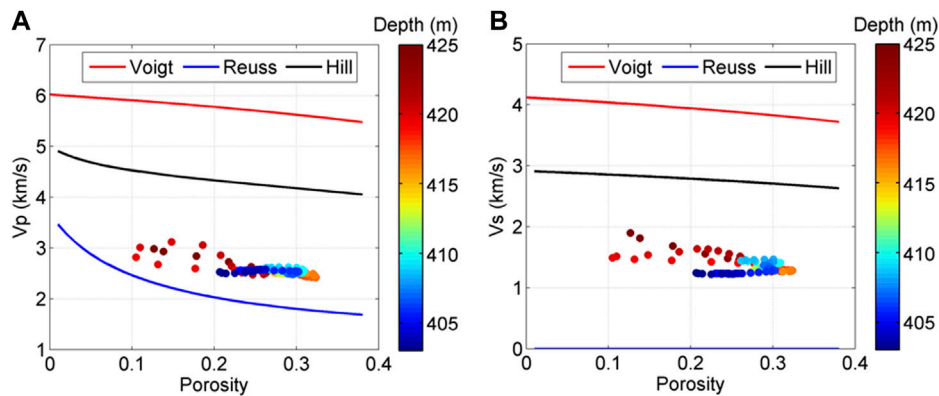 A
Depth (m)
7
6
5
4
3
2
1
Vp (km/s)
Voigt Reuss Hill
0 0.1 0.2 0.3 0.4
Porosity
425
420
415
410
405
B
Depth (m)
5
4
3
2
1
0
Vs (km/s)
Voigt Reuss Hill
0 0.1 0.2 0.3 0.4
Porosity
425
420
415
410
405